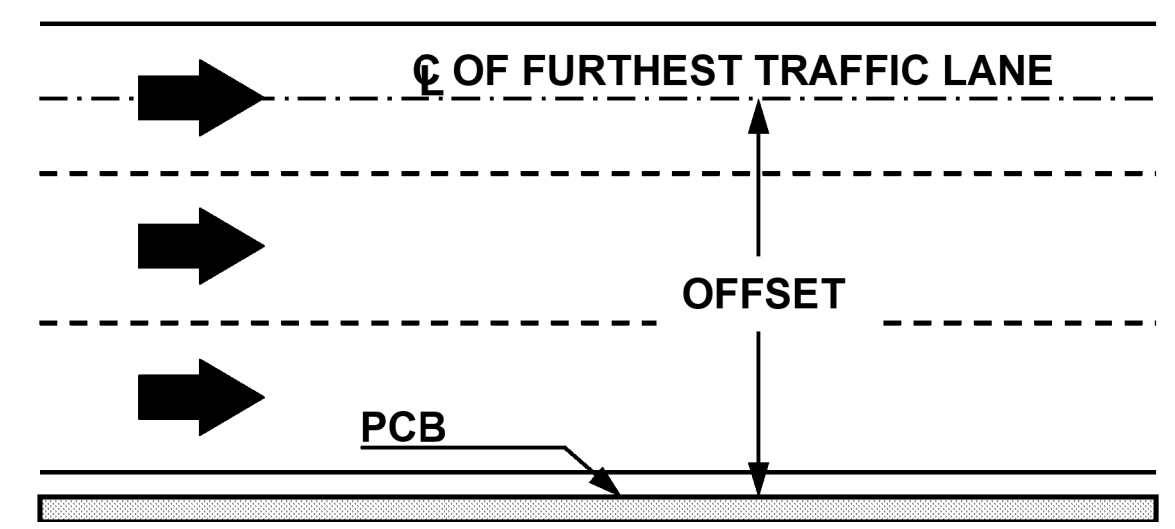 ℄ OF FURTHEST TRAFFIC LANE
OFFSET
PCB